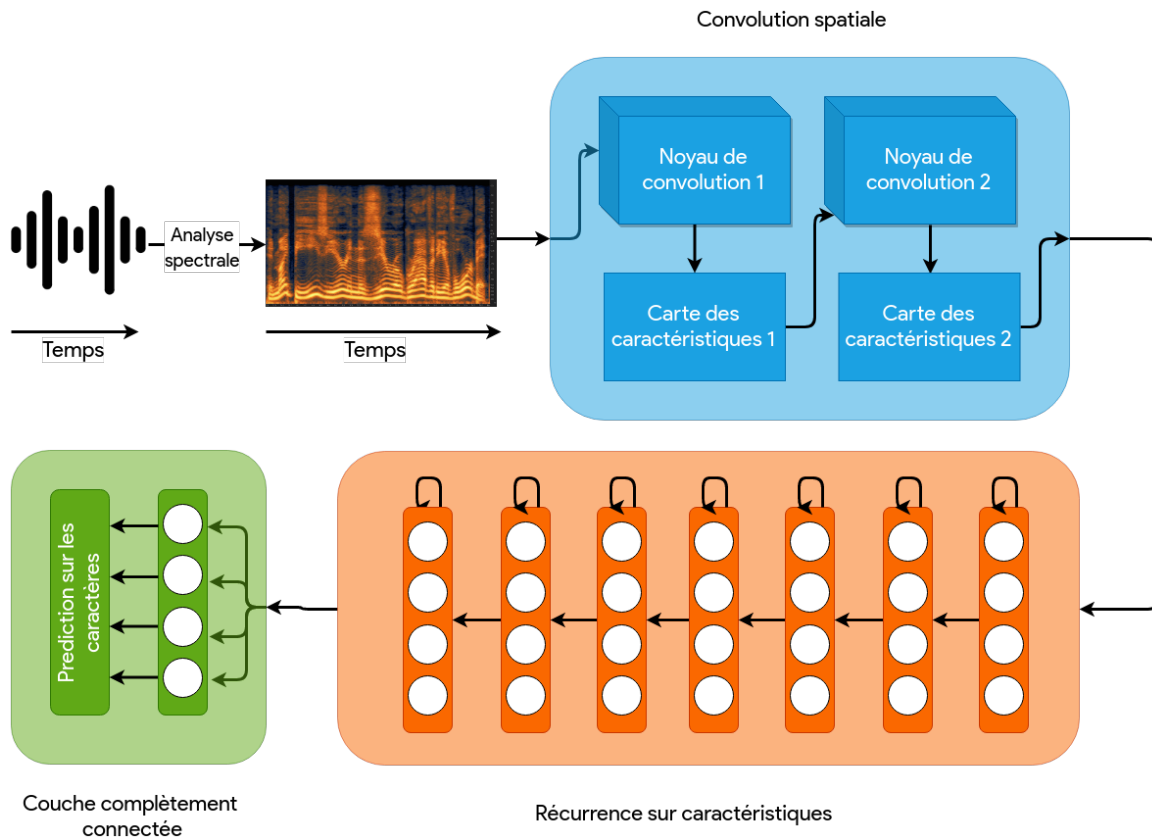 Convolution spatiale
Noyau de
convolution 1
Noyau de
convolution 2
Analyse
spectrale
Carte des
caractéristiques 1
Carte des
caractéristiques 2
Temps
Temps
Prediction sur les
caractères
Couche complètement
connectée
Récurrence sur caractéristiques